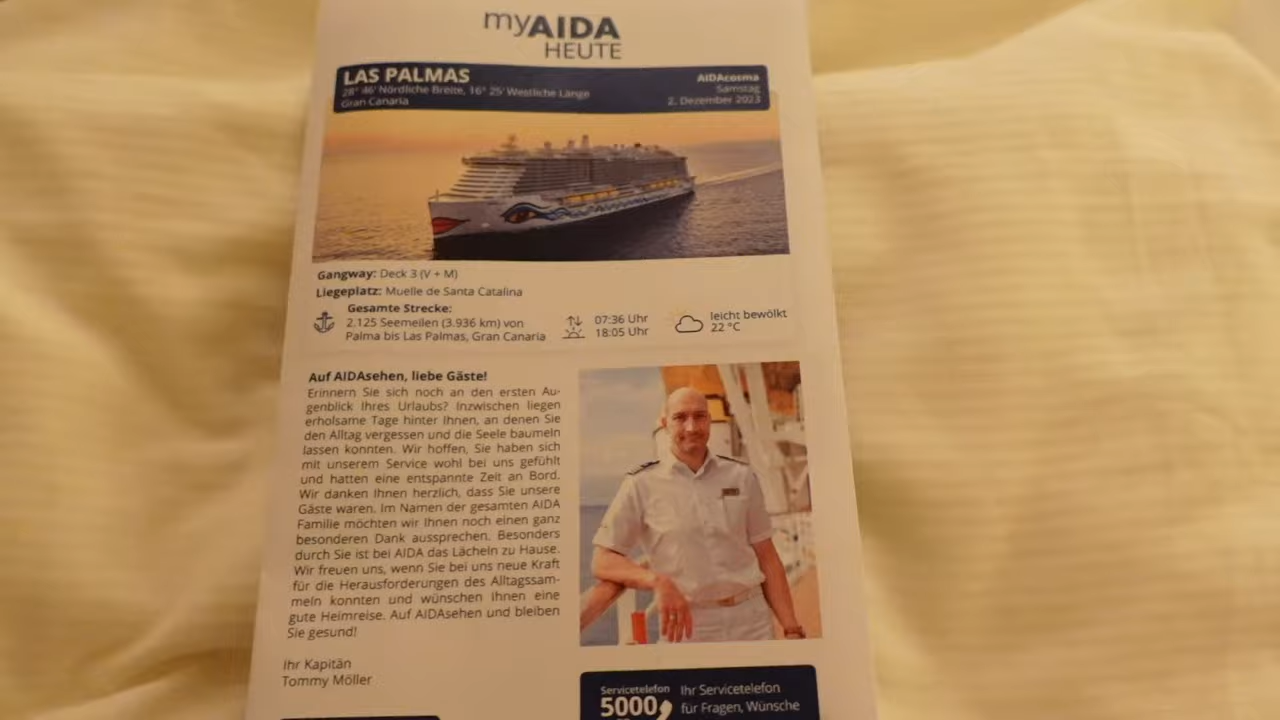 myAIDA
HEUTE
LAS PALMAS
28° 46' Nördliche Breite, 16° 25' Westliche Länge
Gran Canaria
AIDAcosma
Samstag
2. Dezember 2023
Gangway: Deck 3 (V + M)
Liegeplatz: Muelle de Santa Catalina
Gesamte Strecke:
2.125 Seemeilen (3.936 km) von
Palma bis Las Palmas, Gran Canaria
07:36 Uhr
18:05 Uhr
leicht bewölkt
22 °C
Auf AIDAsehen, liebe Gäste!
Erinnern Sie sich noch an den ersten Au-
genblick Ihres Urlaubs? Inzwischen liegen
erholsame Tage hinter Ihnen, an denen Sie
den Alltag vergessen und die Seele baumeln
lassen konnten. Wir hoffen, Sie haben sich
mit unserem Service wohl bei uns gefühlt
und hatten eine entspannte Zeit an Bord.
Wir danken Ihnen herzlich, dass Sie unsere
Gäste waren. Im Namen der gesamten AIDA
Familie möchten wir Ihnen noch einen ganz
besonderen Dank aussprechen. Besonders
durch Sie ist bei AIDA das Lächeln zu Hause.
Wir freuen uns, wenn Sie bei uns neue Kraft
für die Herausforderungen des Alltagssam-
meln konnten und wünschen Ihnen eine
gute Heimreise. Auf AIDAsehen und bleiben
Sie gesund!
Ihr Kapitän
Tommy Möller
Servicetelefon
5000
Ihr Servicetelefon
für Fragen, Wünsche